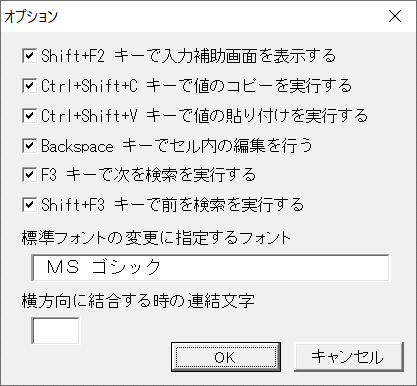 オプション
Shift+F2 キーで入力補助画面を表示する
Ctrl+Shift+C キーで値のコピーを実行する
Ctrl+Shift+V キーで値の貼り付けを実行する
Backspace キーでセル内の編集を行う
F3 キーで次を検索を実行する
Shift+F3 キーで前を検索を実行する
標準フォントの変更に指定するフォント
ＭＳ ゴシック
横方向に結合する時の連結文字
OK キャンセル